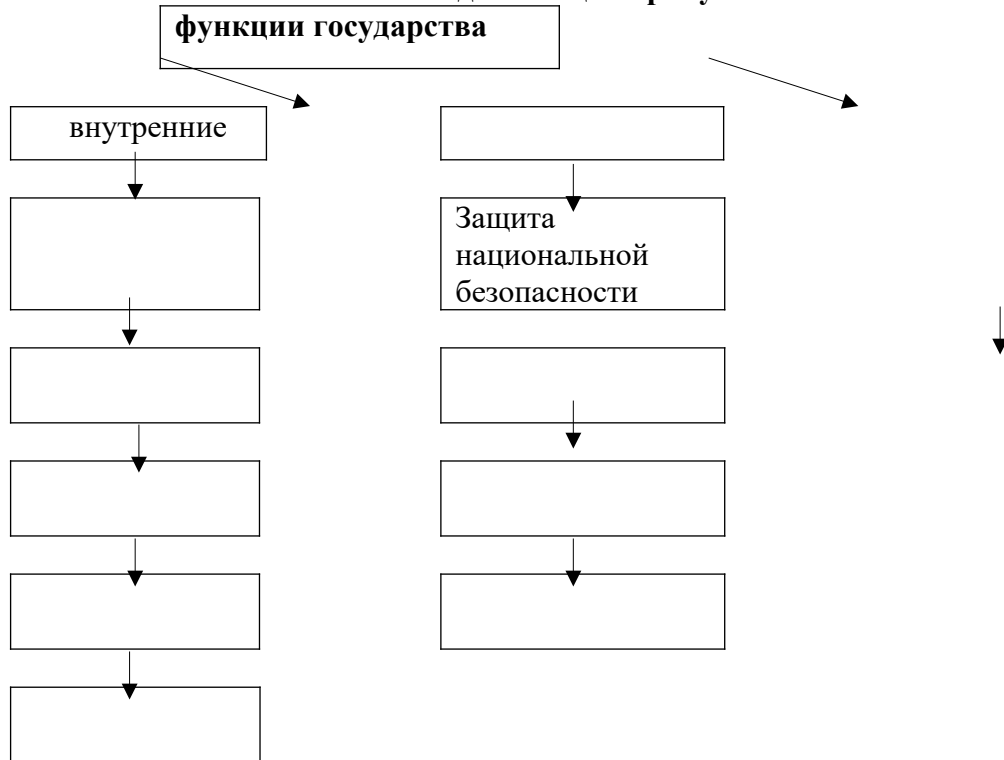 функции государства
внутренние
Защита
национальной
безопасности